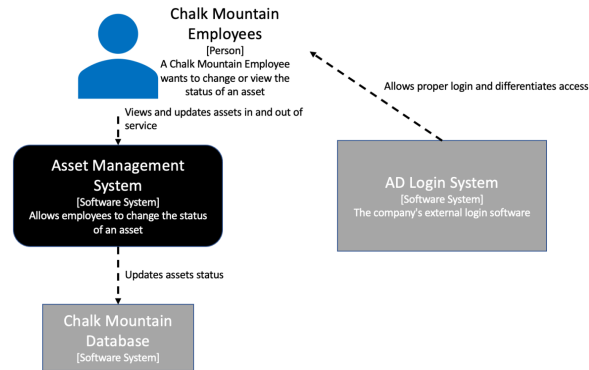 Chalk Mountain
Employees
[Person]
A Chalk Mountain Employee
wants to change or view the
status of an asset
Allows proper login and differentiates access
Views and updates assets in and out of
service
Asset Management
System
[Software System]
Allows employees to change the status
of an asset
AD Login System
[Software System]
The company's external login software
Updates assets status
Chalk Mountain
Database
[Software System]